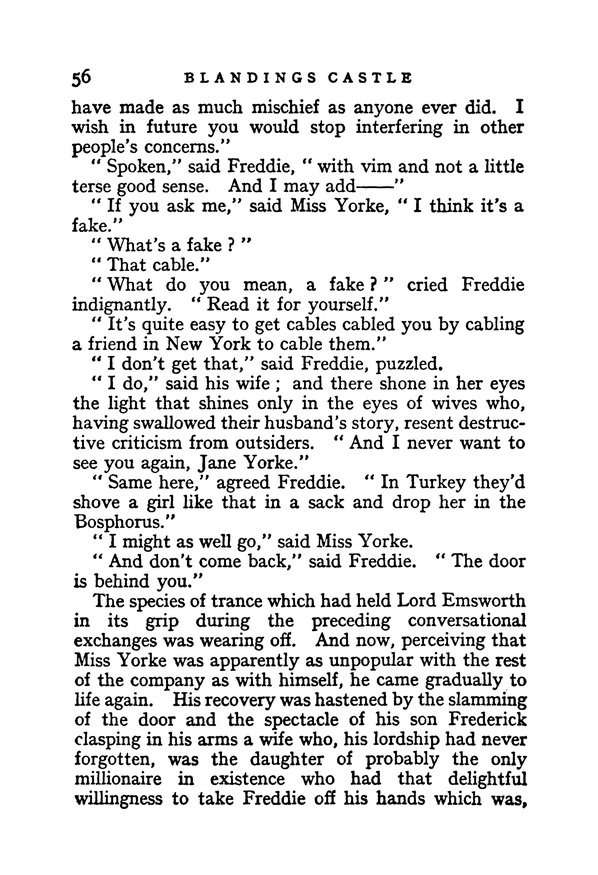 56 BLANDINGS CASTLE
have made as much mischief as anyone ever did. I
wish in future you would stop interfering in other
people's concerns."
" Spoken," said Freddie, " with vim and not a little
terse good sense. And I may add——"
" If you ask me," said Miss Yorke, " I think it's a
fake."
" What's a fake ? "
" That cable."
" What do you mean, a fake ? " cried Freddie
indignantly. " Read it for yourself."
" It's quite easy to get cables cabled you by cabling
a friend in New York to cable them."
" I don't get that," said Freddie, puzzled.
" I do," said his wife ; and there shone in her eyes
the light that shines only in the eyes of wives who,
having swallowed their husband's story, resent destruc-
tive criticism from outsiders. " And I never want to
see you again, Jane Yorke."
" Same here," agreed Freddie. " In Turkey they'd
shove a girl like that in a sack and drop her in the
Bosphorus."
" I might as well go," said Miss Yorke.
" And don't come back," said Freddie. " The door
is behind you."
The species of trance which had held Lord Emsworth
in its grip during the preceding conversational
exchanges was wearing off. And now, perceiving that
Miss Yorke was apparently as unpopular with the rest
of the company as with himself, he came gradually to
life again. His recovery was hastened by the slamming
of the door and the spectacle of his son Frederick
clasping in his arms a wife who, his lordship had never
forgotten, was the daughter of probably the only
millionaire in existence who had that delightful
willingness to take Freddie off his hands which was,